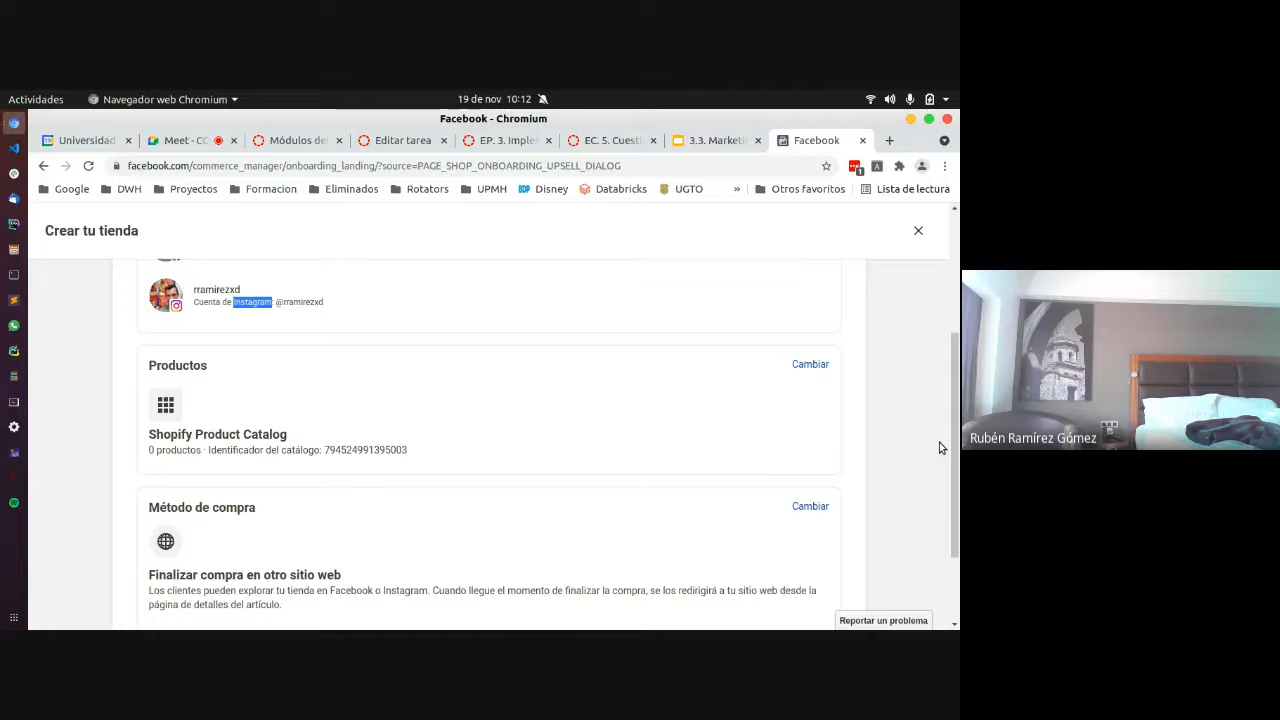 Actividades
Navegador web Chromium
19 de nov 10:12
Facebook - Chromium
Universidad
Meet - CC
Módulos del
Editar tarea
EP. 3. Imple
EC. 5. Cuesti
3.3. Marketi
Facebook
facebook.com/commerce_manager/onboarding_landing/?source=PAGE_SHOP_ONBOARDING_UPSELL_DIALOG
1
Google
DWH
Proyectos
Formacion
Eliminados
Rotators
UPMH
Disney
Databricks
UGTO
»
Otros favoritos
Lista de lectura
Crear tu tienda
rramirezxd
Cuenta de Instagram: @rramirezxd
Productos
Cambiar
Shopify Product Catalog
0 productos · Identificador del catálogo: 794524991395003
Método de compra
Cambiar
Finalizar compra en otro sitio web
Los clientes pueden explorar tu tienda en Facebook o Instagram. Cuando llegue el momento de finalizar la compra, se los redirigirá a tu sitio web desde la
página de detalles del artículo.
Reportar un problema
Rubén Ramírez Gómez